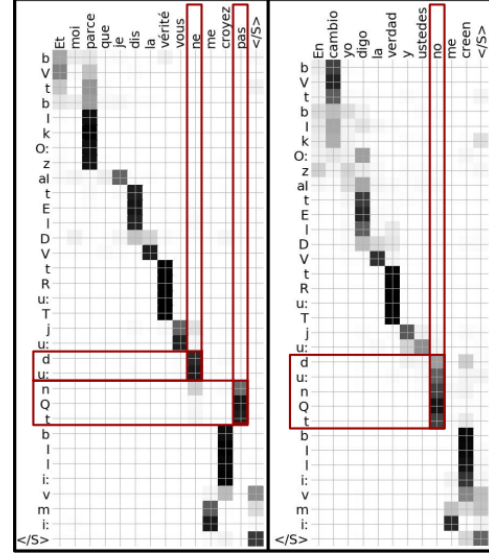 Et
moi
parce
que
je
dis
la
vérité
vous
ne
me
croyez
pas
</S>
b
V
t
b
I
k
O:
z
aI
t
E
l
D
V
t
R
u:
T
j
u:
d
u:
n
Q
t
b
I
l
i:
v
m
i:
</S>
En
cambio
yo
digo
la
verdad
y
ustedes
no
me
creen
</S>
b
V
t
b
I
k
O:
z
aI
t
E
l
D
V
t
R
u:
T
j
u:
d
u:
n
Q
t
b
I
l
i:
v
m
i:
</S>